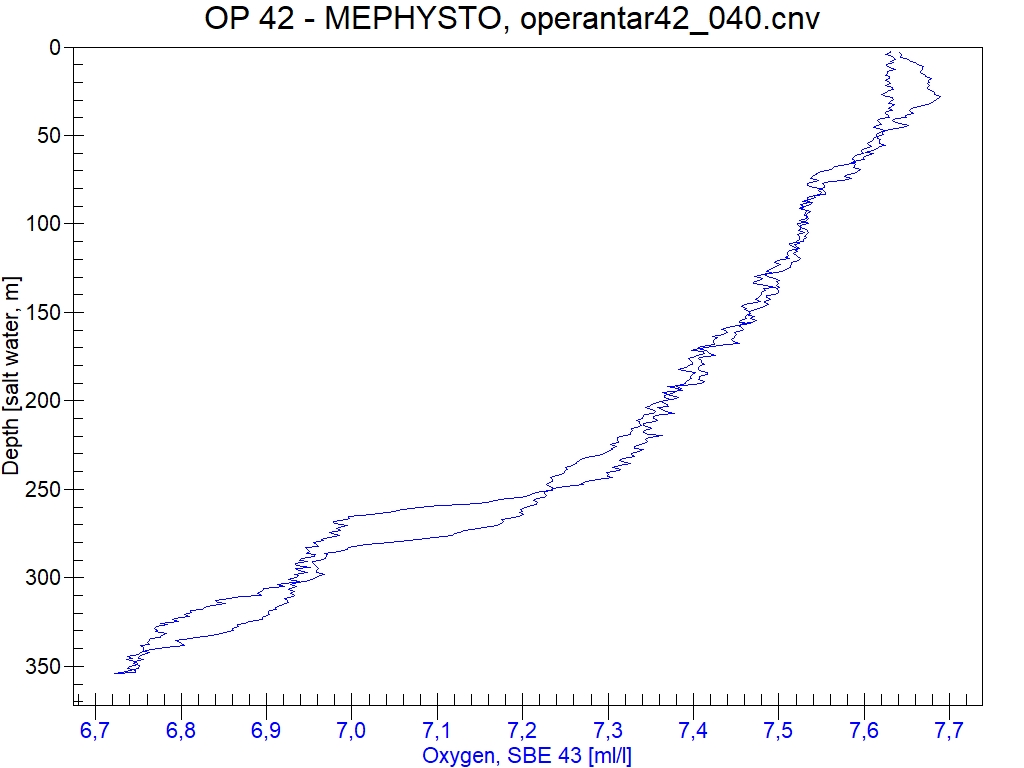 OP 42 - MEPHYSTO, operantar42_040.cnv
0
50
100
150
200
250
300
350
Depth [salt water, m]
6,7 6,8 6,9 7,0 7,1 7,2 7,3 7,4 7,5 7,6 7,7
Oxygen, SBE 43 [ml/l]